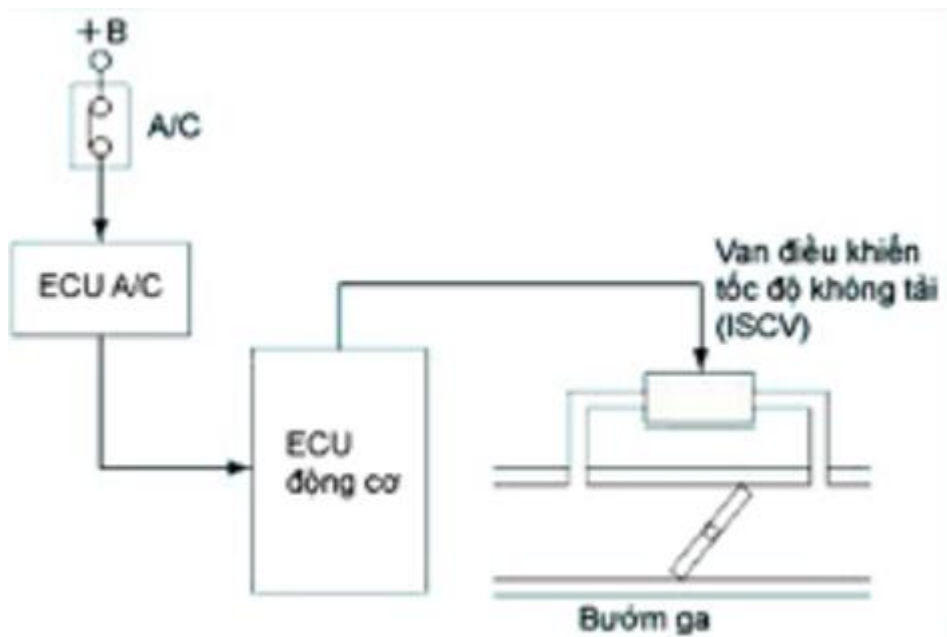 +B
A/C
ECU A/C
Van điều khiển
tốc độ không tải
(ISCV)
ECU
động cơ
Bướm ga